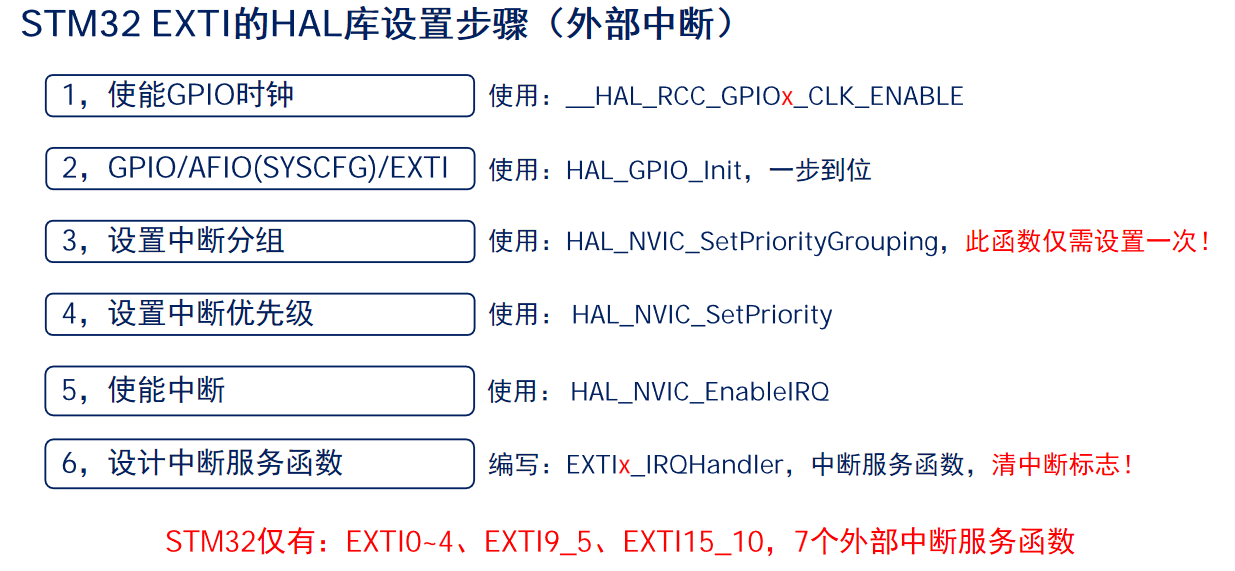 STM32 EXTI的HAL库设置步骤（外部中断）
1，使能GPIO时钟 使用：__HAL_RCC_GPIOx_CLK_ENABLE
2，GPIO/AFIO(SYSCFG)/EXTI 使用：HAL_GPIO_Init，一步到位
3，设置中断分组 使用：HAL_NVIC_SetPriorityGrouping，此函数仅需设置一次！
4，设置中断优先级 使用： HAL_NVIC_SetPriority
5，使能中断 使用： HAL_NVIC_EnableIRQ
6，设计中断服务函数 编写：EXTIx_IRQHandler，中断服务函数，清中断标志！
STM32仅有：EXTI0~4、EXTI9_5、EXTI15_10，7个外部中断服务函数